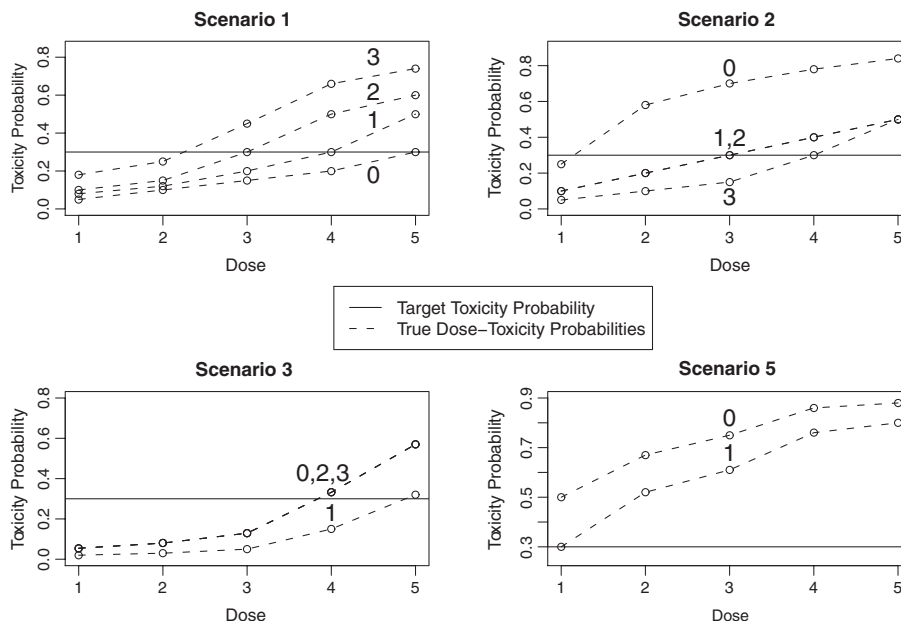 Scenario 1
Toxicity Probability
0.0 0.2 0.4 0.6 0.8
3
2
1
0
1 2 3 4 5
Dose
Scenario 2
Toxicity Probability
0.0 0.2 0.4 0.6 0.8
0
1,2
3
1 2 3 4 5
Dose
Target Toxicity Probability
True Dose−Toxicity Probabilities
Scenario 3
Toxicity Probability
0.0 0.2 0.4 0.6 0.8
0,2,3
1
1 2 3 4 5
Dose
Scenario 5
Toxicity Probability
0.3 0.5 0.7 0.9
0
1
1 2 3 4 5
Dose